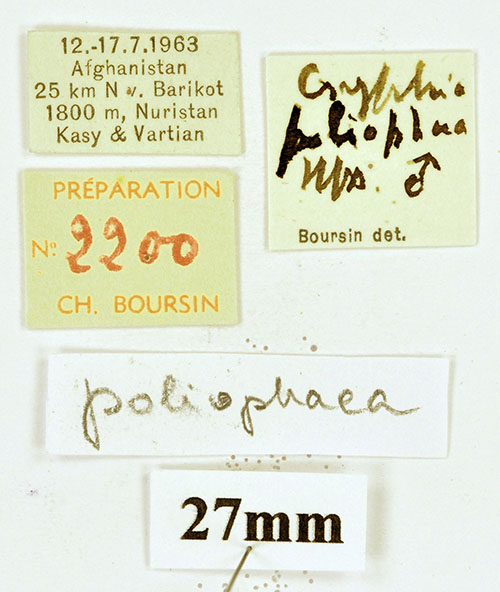 12.-17.7.1963
Afghanistan
25 km N v. Barikot
1800 m, Nuristan
Kasy & Vartian
Cryphia
poliophaea
Hps. ♂
Boursin det.
PRÉPARATION
No: 2200
CH. BOURSIN
poliophaea
27mm